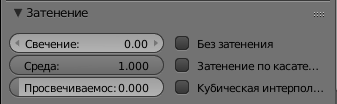 Затенение
Свечение: 0.00 Без затенения
Среда: 1.000 Затенение по касате...
Просвечиваемос: 0.000 Кубическая интерпол...